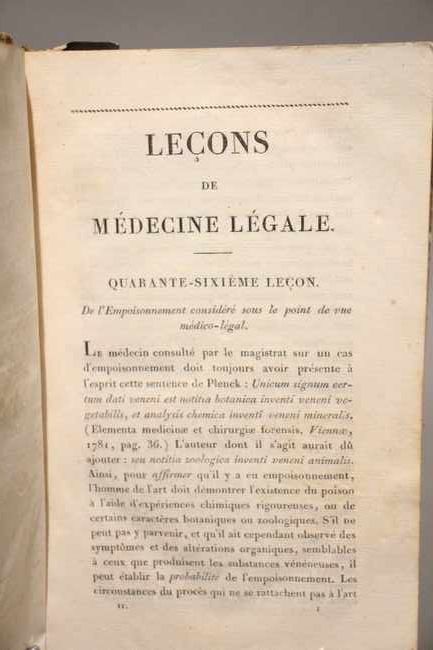 LEÇONS
DE
MÉDECINE LÉGALE.
QUARANTE-SIXIÈME LEÇON.
De l'Empoisonnement considéré sous le point de vue
médico-légal.
LE médecin consulté par le magistrat sur un cas
d'empoisonnement doit toujours avoir présente à
l'esprit cette sentence de Plenck : Unicum signum cer-
tum dati veneni est notitia botanica inventi veneni ve-
getabilis, et analysis chemica inventi veneni mineralis,
(Elementa medicinæ et chirurgiæ forensis. Viennæ,
1781, pag. 36.) L'auteur dont il s'agit aurait dû
ajouter : seu notitia zoologica inventi veneni animalis.
Ainsi, pour affirmer qu'il y a eu empoisonnement,
l'homme de l'art doit démontrer l'existence du poison
à l'aide d'expériences chimiques rigoureuses, ou de
certains caractères botaniques ou zoologiques. S'il ne
peut pas y parvenir, et qu'il ait cependant observé des
symptômes et des altérations organiques, semblables
à ceux que produisent les substances vénéneuses, il
peut établir la probabilité de l'empoisonnement. Les
circonstances du procès qui ne se rattachent pas à l'art
II. 1